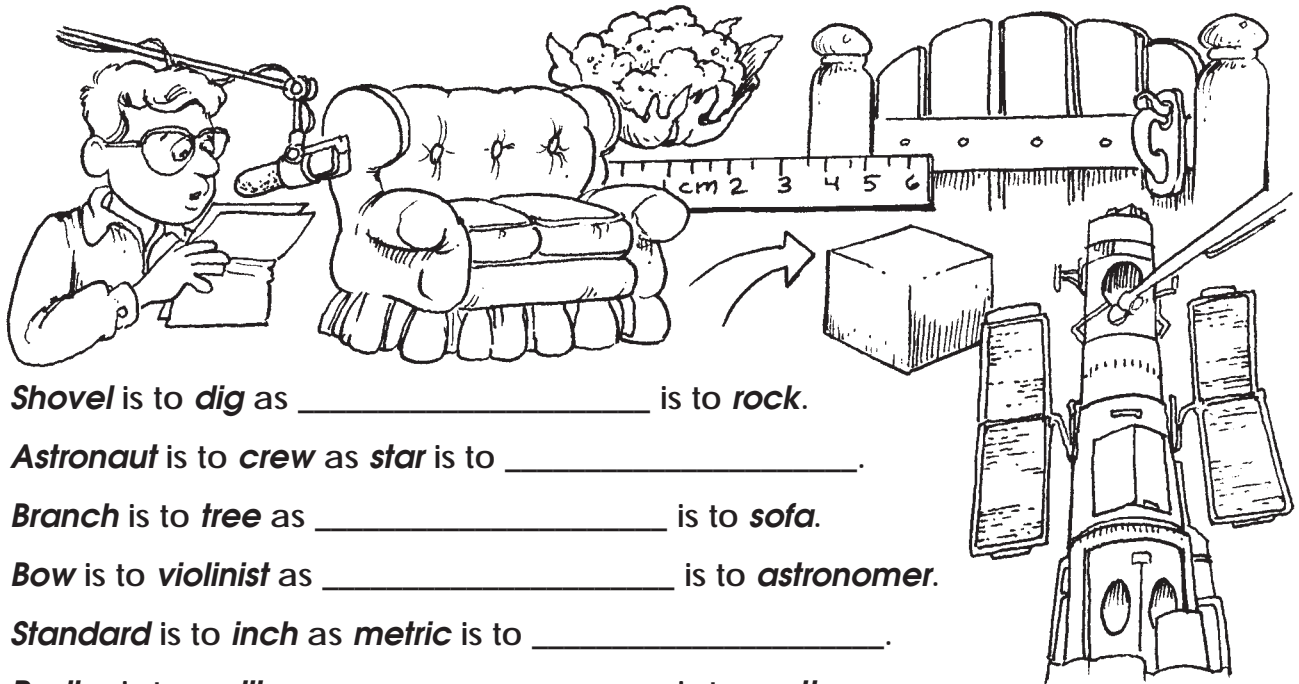 cm 2 3 4 5 6
Shovel is to dig as ______________________ is to rock.
Astronaut is to crew as star is to ______________________.
Branch is to tree as ______________________ is to sofa.
Bow is to violinist as ______________________ is to astronomer.
Standard is to inch as metric is to ______________________.
is to